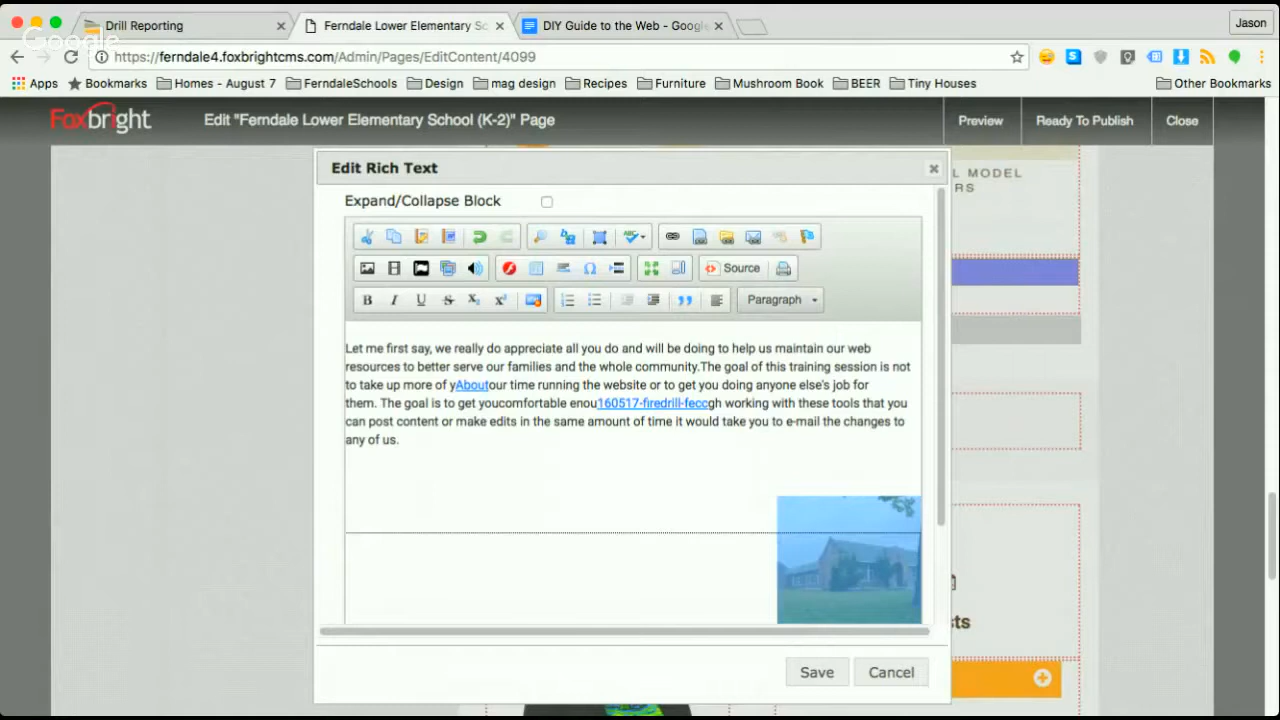 Drill Reporting
Ferndale Lower Elementary Sc
DIY Guide to the Web - Google
Jason
Google
https://ferndale4.foxbrightcms.com/Admin/Pages/EditContent/4099
Apps
Bookmarks
Homes - August 7
FerndaleSchools
Design
mag design
Recipes
Furniture
Mushroom Book
BEER
Tiny Houses
Other Bookmarks
Foxbright
Edit "Ferndale Lower Elementary School (K-2)" Page
Preview
Ready To Publish
Close
Edit Rich Text
L MODEL
RS
Expand/Collapse Block
Source
Paragraph
Let me first say, we really do appreciate all you do and will be doing to help us maintain our web
resources to better serve our families and the whole community.The goal of this training session is not
to take up more of yAboutour time running the website or to get you doing anyone else's job for
them. The goal is to get youcomfortable enou160517-firedrill-feccgh working with these tools that you
can post content or make edits in the same amount of time it would take you to e-mail the changes to
any of us.
sts
Save
Cancel